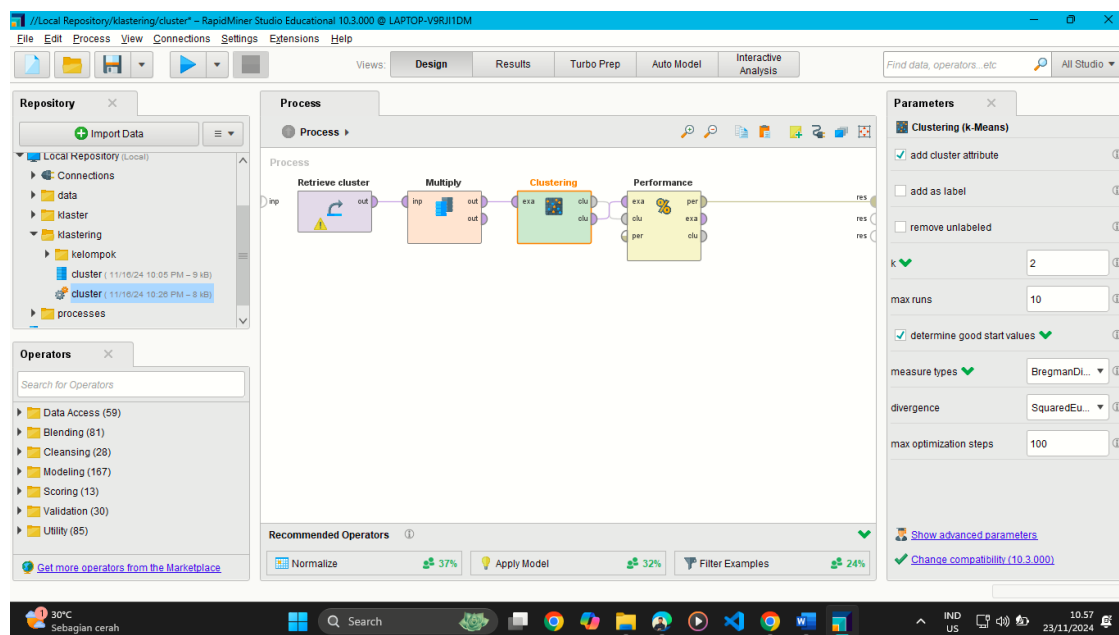 //Local Repository/klastering/cluster* – RapidMiner Studio Educational 10.3.000 @ LAPTOP-V9RJI1DM
File Edit Process View Connections Settings Extensions Help
Views: Design Results Turbo Prep Auto Model Interactive Analysis
Find data, operators...etc All Studio
Repository
Import Data
Local Repository (Local)
Connections
data
klaster
klastering
kelompok
cluster ( 11/16/24 10:05 PM – 9 kB)
cluster ( 11/16/24 10:26 PM – 8 kB)
processes
Operators
Search for Operators
Data Access (59)
Blending (81)
Cleansing (28)
Modeling (167)
Scoring (13)
Validation (30)
Utility (85)
Get more operators from the Marketplace
Process
Process
Process
Retrieve cluster Multiply Clustering Performance
inp out inp out exa clu exa per res
out clu clu exa res
per clu res
Recommended Operators
Normalize 37% Apply Model 32% Filter Examples 24%
Parameters
Clustering (k-Means)
add cluster attribute
add as label
remove unlabeled
k 2
max runs 10
determine good start values
measure types BregmanDi...
divergence SquaredEu...
max optimization steps 100
Show advanced parameters
Change compatibility (10.3.000)
1
30°C
Sebagian cerah
Search
IND
US
10.57
23/11/2024